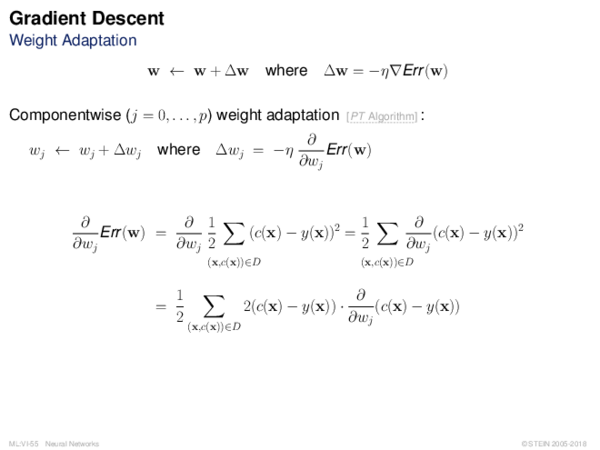 Gradient Descent
Weight Adaptation
w ← w + Δw where Δw = −η∇Err(w)
Componentwise (j = 0, . . . , p) weight adaptation [PT Algorithm] :
w_j ← w_j + Δw_j where Δw_j = −η ∂/∂w_j Err(w)
∂/∂w_j Err(w) = ∂/∂w_j 1/2 ∑_{(x,c(x))∈D} (c(x) − y(x))² = 1/2 ∑_{(x,c(x))∈D} ∂/∂w_j (c(x) − y(x))²
= 1/2 ∑_{(x,c(x))∈D} 2(c(x) − y(x)) · ∂/∂w_j (c(x) − y(x))
ML:VI-55 Neural Networks © STEIN 2005-2018